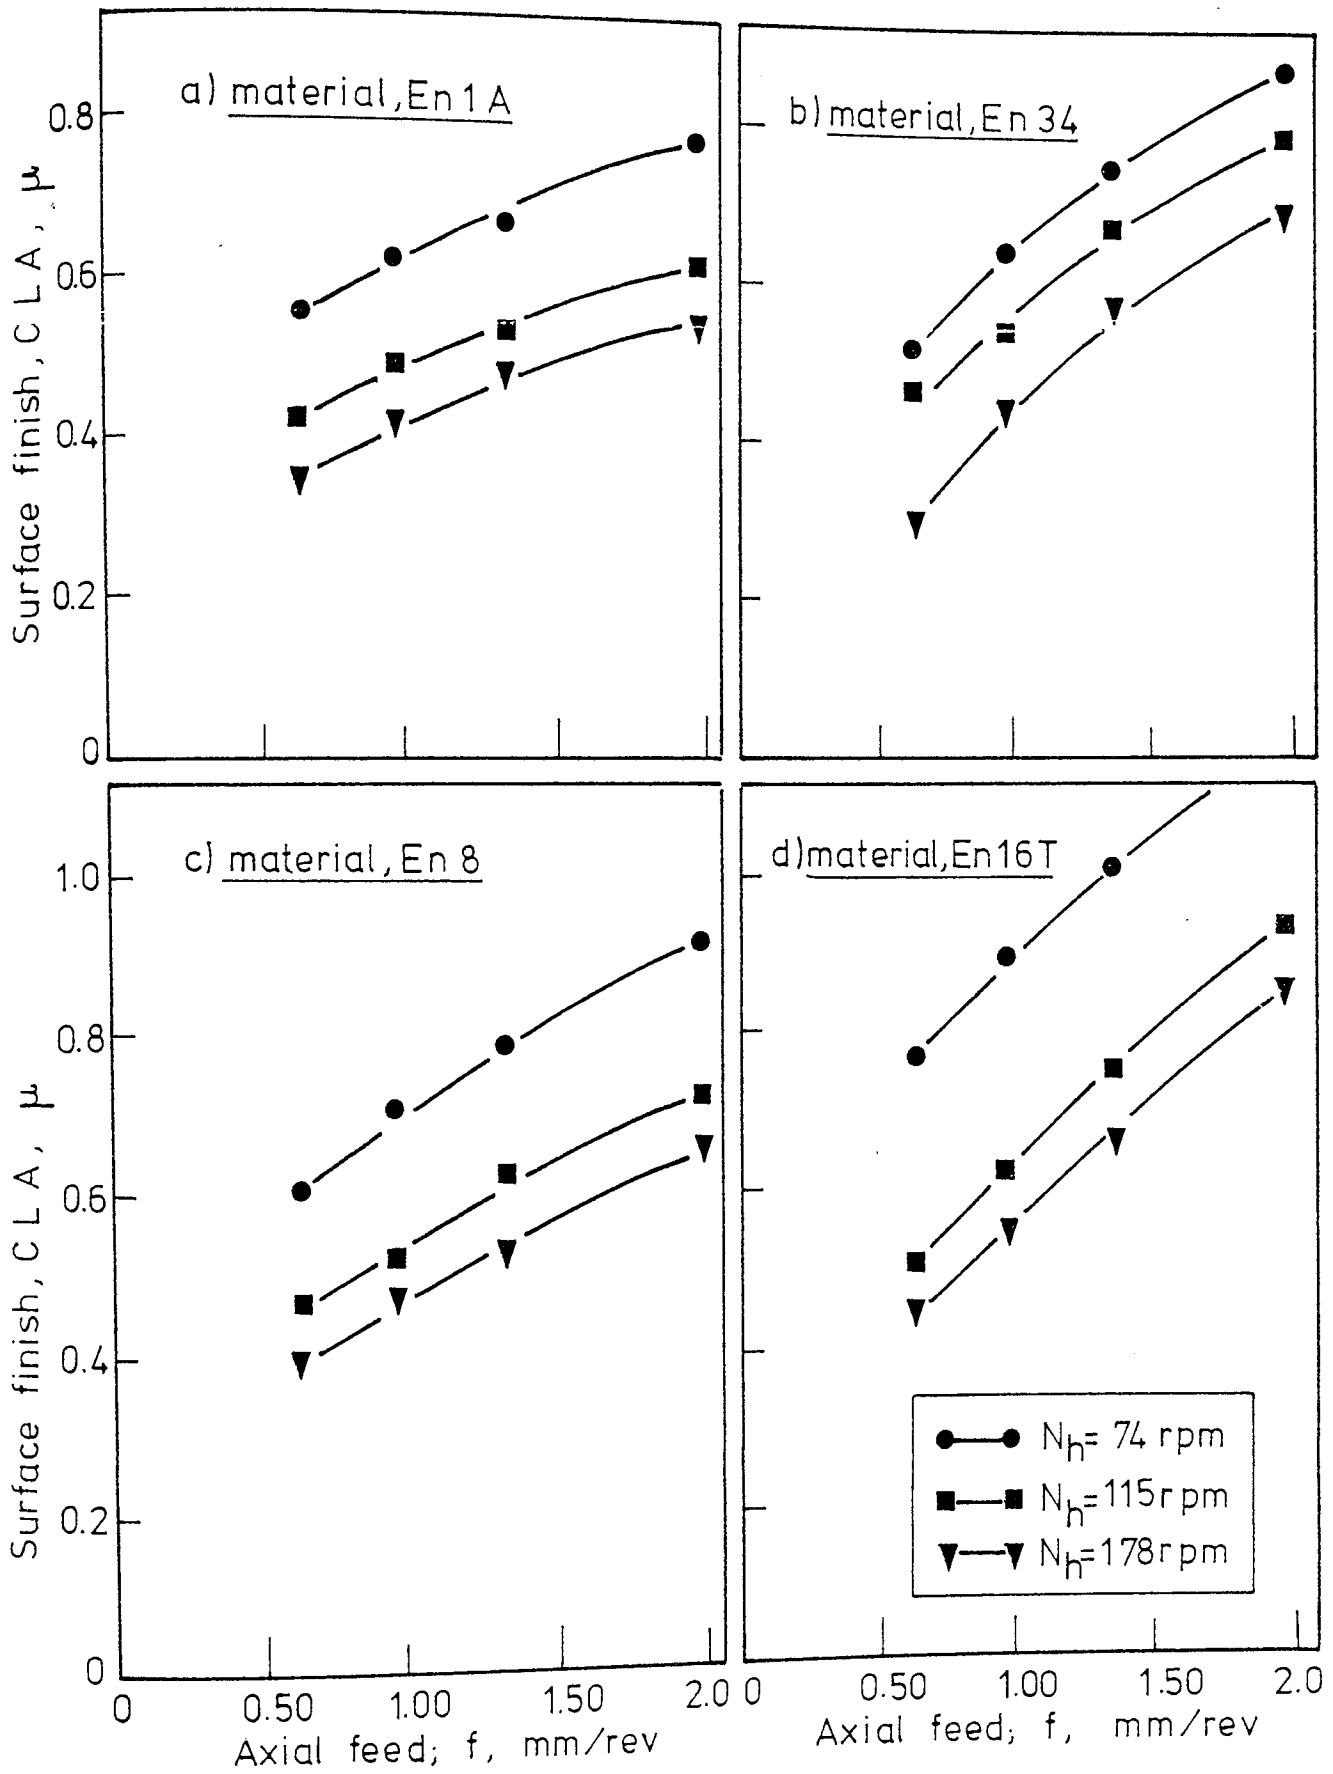 a) material, En 1 A
b) material, En 34
0.8
0.6
0.4
0.2
0
Surface finish, C L A, μ
c) material, En 8
d) material, En 16T
1.0
0.8
0.6
0.4
0.2
0
Surface finish, C L A, μ
Nh= 74 rpm
Nh= 115 rpm
Nh= 178 rpm
0 0.50 1.00 1.50 2.0
0 0.50 1.00 1.50 2.0
Axial feed; f, mm/rev
Axial feed; f, mm/rev